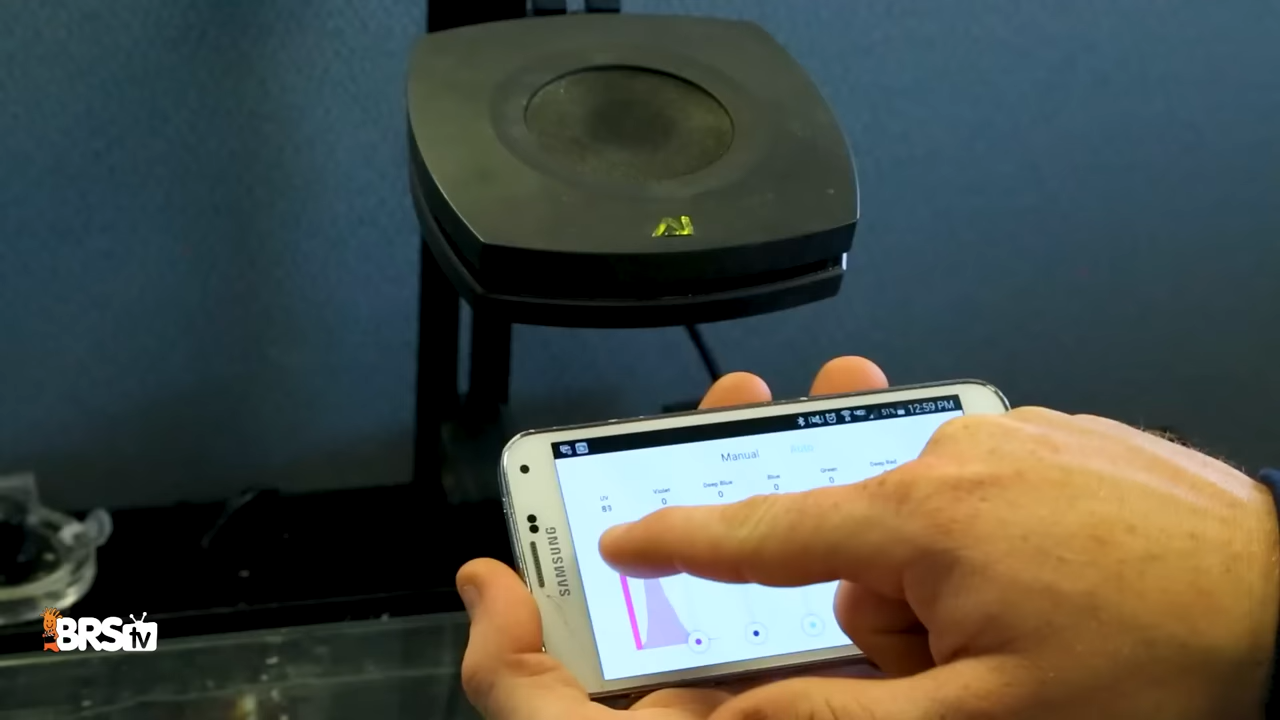 12:59 PM
51%
Manual Auto
UV Violet Deep Blue Blue Green Deep Red
83 0 0 0 0
SAMSUNG
BRStv